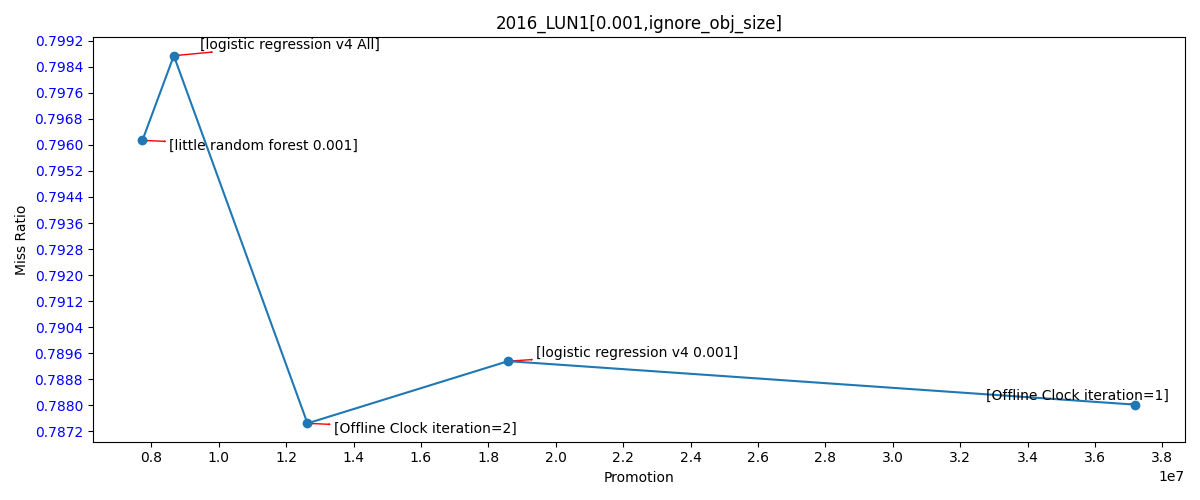 2016_LUN1[0.001,ignore_obj_size]
0.7992
0.7984
0.7976
0.7968
0.7960
0.7952
0.7944
0.7936
0.7928
0.7920
0.7912
0.7904
0.7896
0.7888
0.7880
0.7872
Miss Ratio
[logistic regression v4 All]
[little random forest 0.001]
[logistic regression v4 0.001]
[Offline Clock iteration=1]
[Offline Clock iteration=2]
0.8 1.0 1.2 1.4 1.6 1.8 2.0 2.2 2.4 2.6 2.8 3.0 3.2 3.4 3.6 3.8
1e7
Promotion